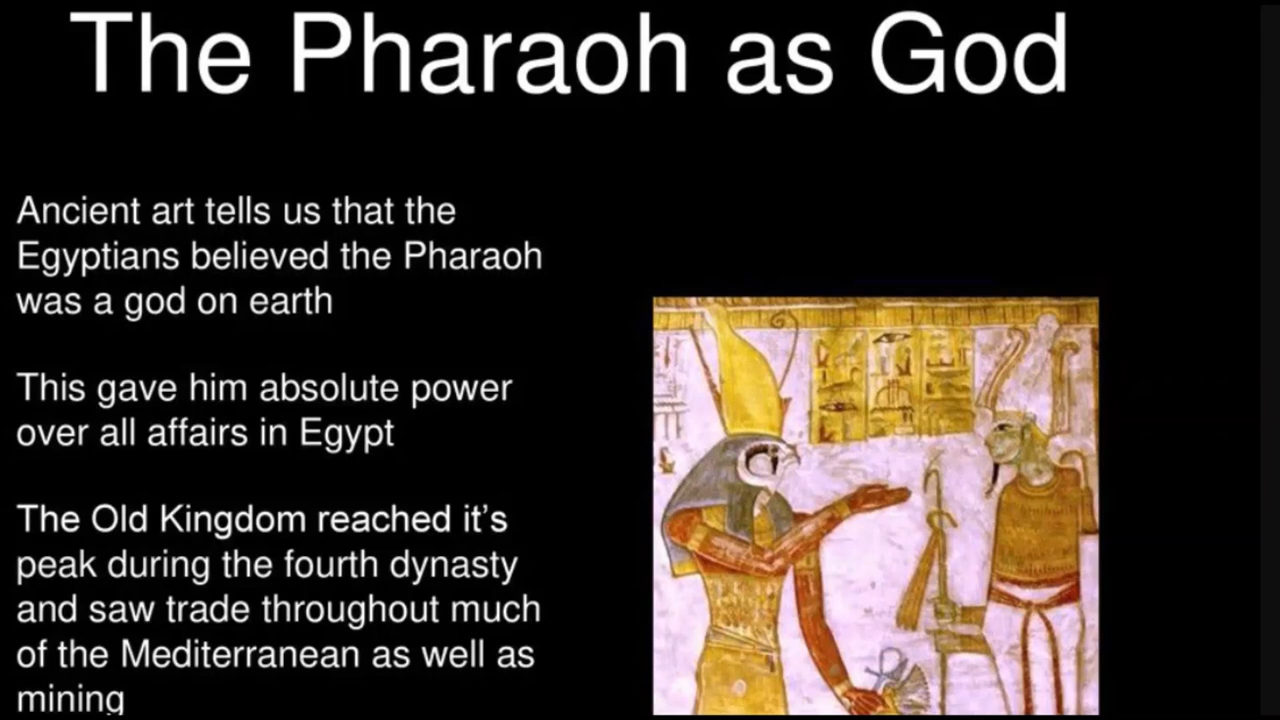 The Pharaoh as God
Ancient art tells us that the
Egyptians believed the Pharaoh
was a god on earth
This gave him absolute power
over all affairs in Egypt
The Old Kingdom reached it’s
peak during the fourth dynasty
and saw trade throughout much
of the Mediterranean as well as
mining